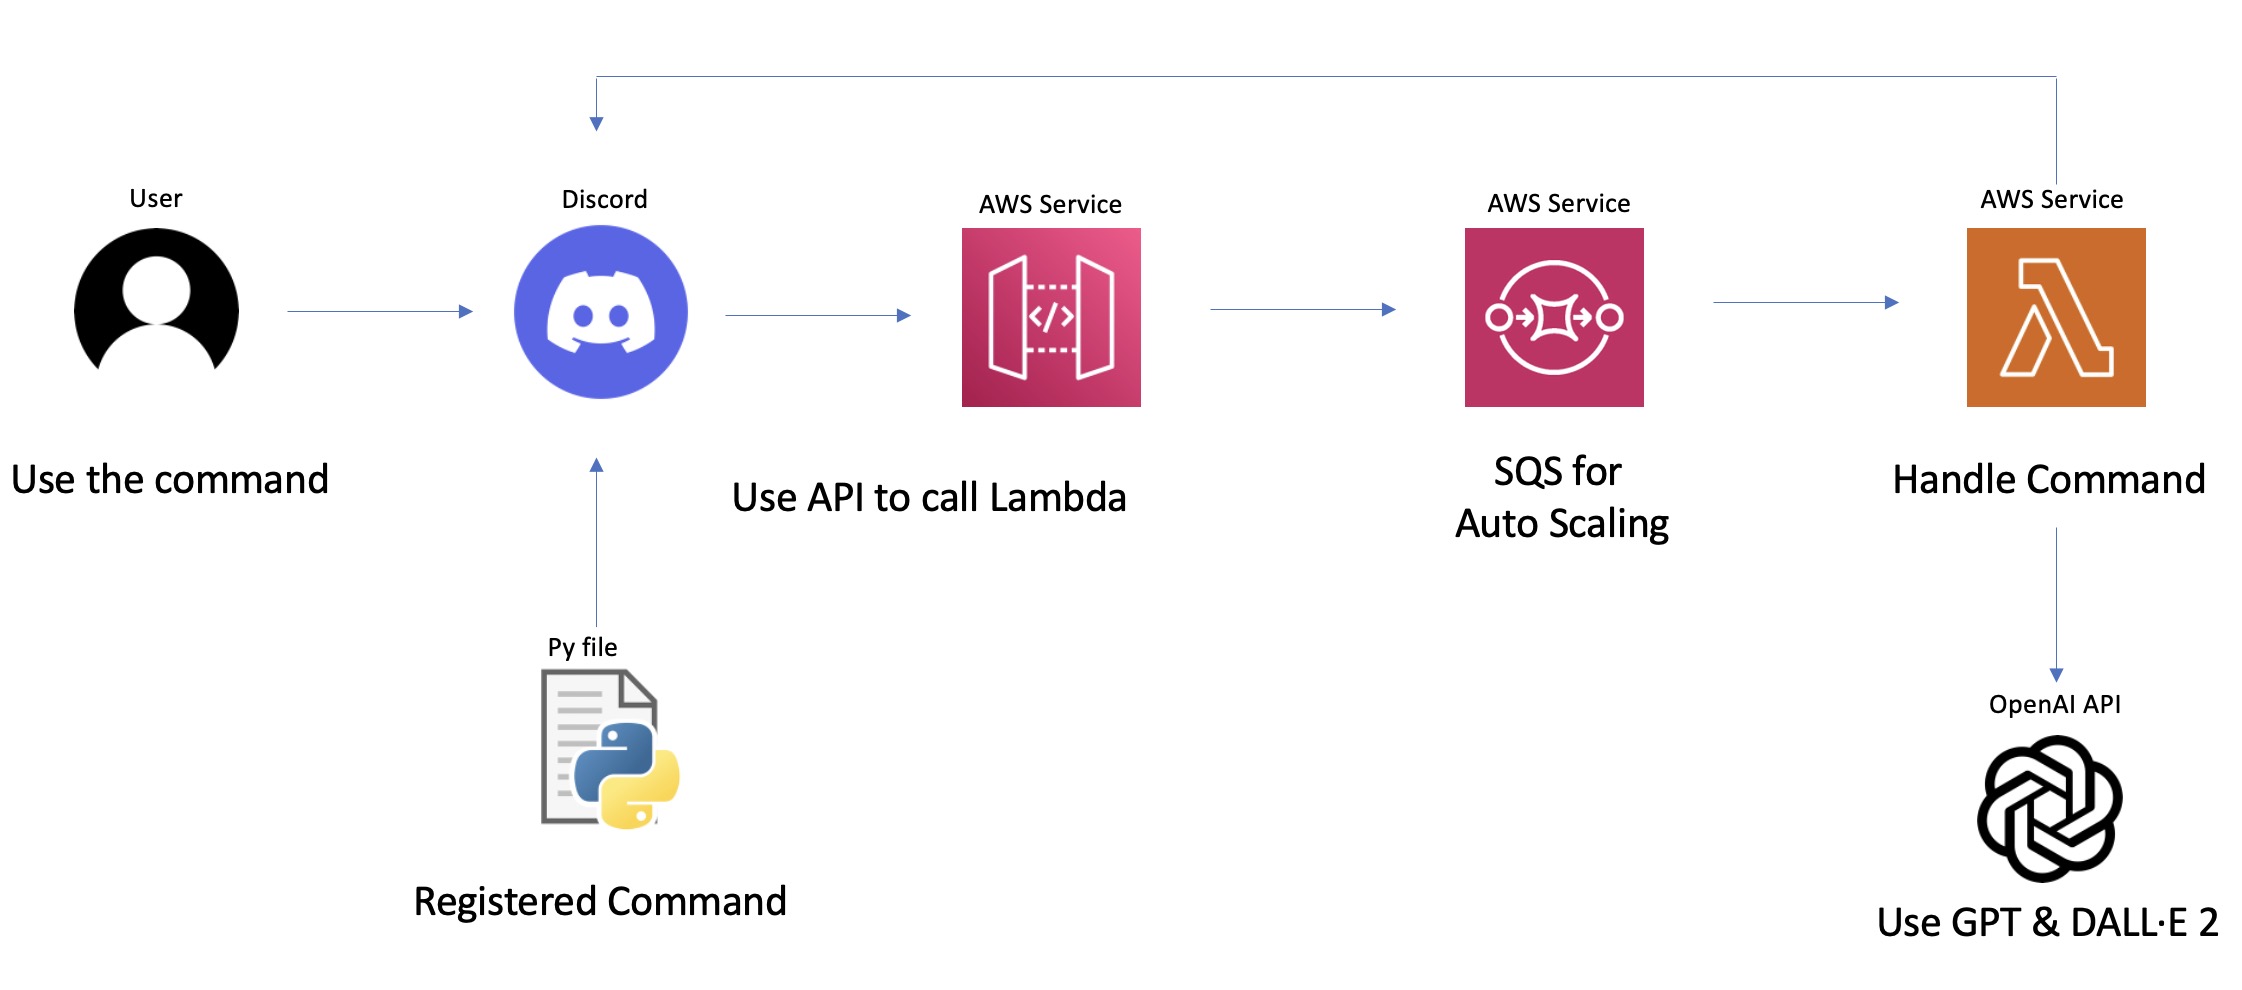 User
Discord
AWS Service
AWS Service
AWS Service
</>
Use the command
Use API to call Lambda
SQS for
Auto Scaling
Handle Command
Py file
Registered Command
OpenAI API
Use GPT & DALL·E 2